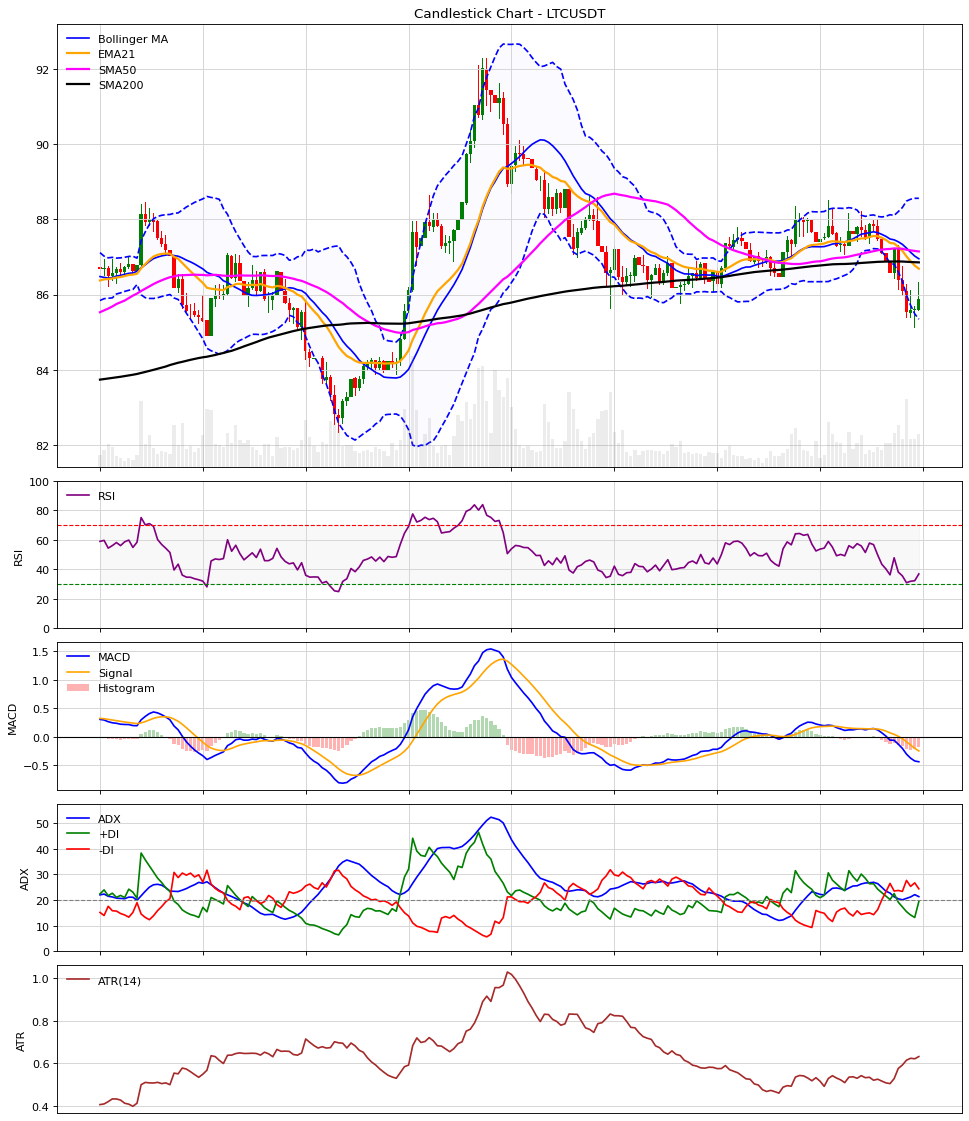 Candlestick Chart - LTCUSDT
Bollinger MA
EMA21
SMA50
SMA200
92
90
88
86
84
82
RSI
RSI
100
80
60
40
20
0
MACD
Signal
Histogram
MACD
1.5
1.0
0.5
0.0
−0.5
ADX
+DI
-DI
ADX
50
40
30
20
10
0
ATR(14)
ATR
1.0
0.8
0.6
0.4